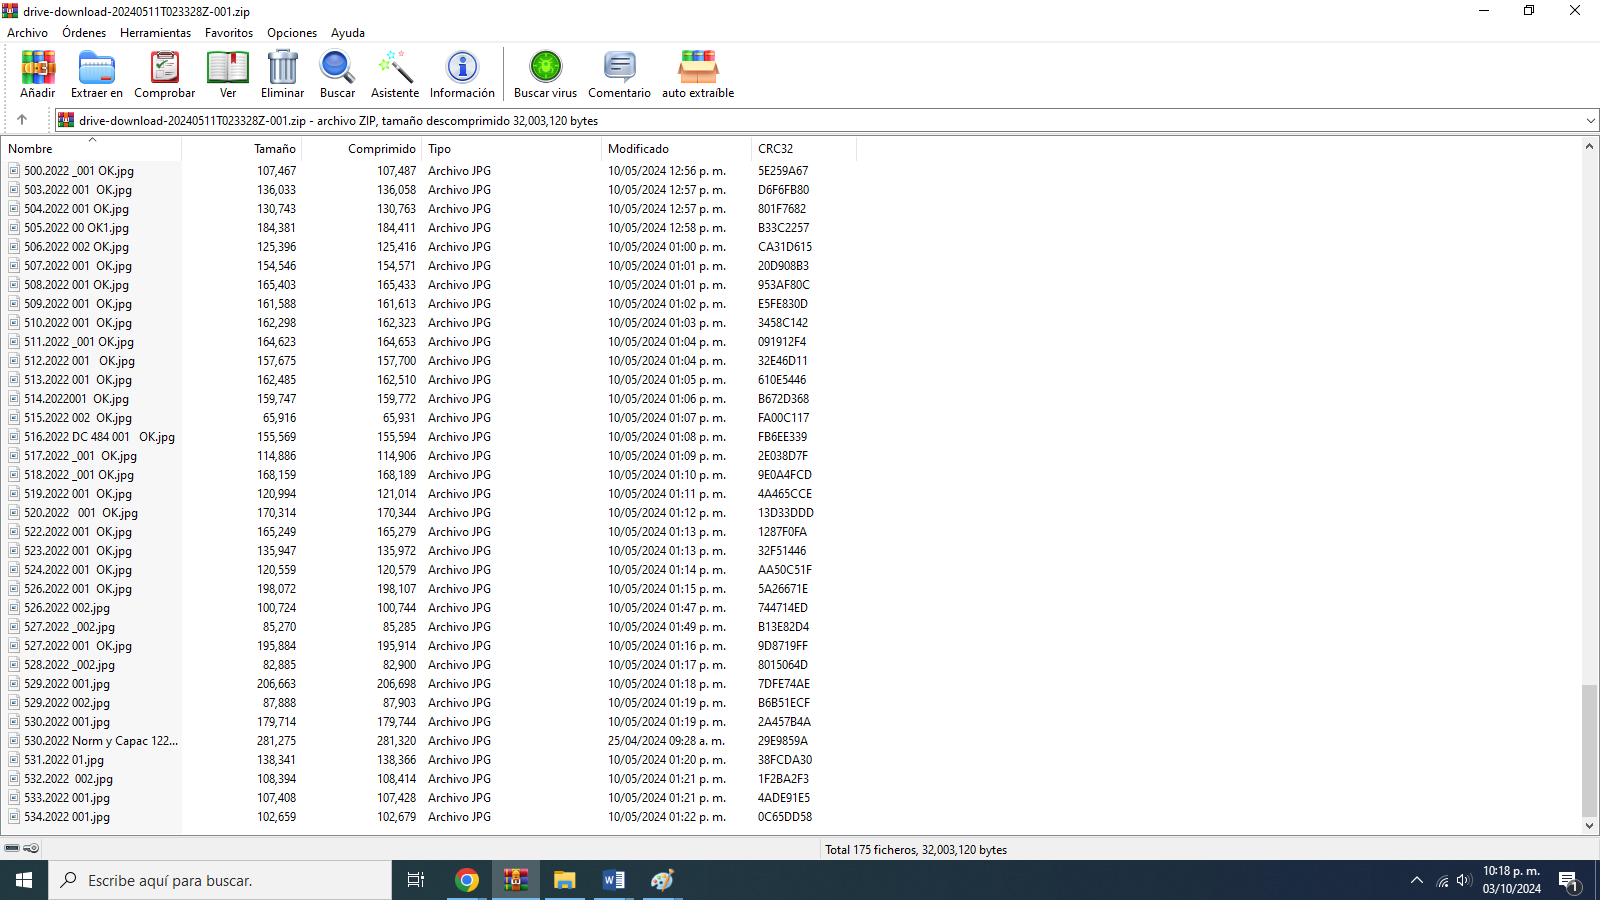 drive-download-20240511T023328Z-001.zip
Archivo Órdenes Herramientas Favoritos Opciones Ayuda
Añadir Extraer en Comprobar Ver Eliminar Buscar Asistente Información Buscar virus Comentario auto extraíble
drive-download-20240511T023328Z-001.zip - archivo ZIP, tamaño descomprimido 32,003,120 bytes
Nombre Tamaño Comprimido Tipo Modificado CRC32
500.2022 _001 OK.jpg 107,467 107,487 Archivo JPG 10/05/2024 12:56 p. m. 5E259A67
503.2022 001  OK.jpg 136,033 136,058 Archivo JPG 10/05/2024 12:57 p. m. D6F6FB80
504.2022 001 OK.jpg 130,743 130,763 Archivo JPG 10/05/2024 12:57 p. m. 801F7682
505.2022 00 OK1.jpg 184,381 184,411 Archivo JPG 10/05/2024 12:58 p. m. B33C2257
506.2022 002 OK.jpg 125,396 125,416 Archivo JPG 10/05/2024 01:00 p. m. CA31D615
507.2022 001  OK.jpg 154,546 154,571 Archivo JPG 10/05/2024 01:01 p. m. 20D908B3
508.2022 001 OK.jpg 165,403 165,433 Archivo JPG 10/05/2024 01:01 p. m. 953AF80C
509.2022 001  OK.jpg 161,588 161,613 Archivo JPG 10/05/2024 01:02 p. m. E5FE830D
510.2022 001  OK.jpg 162,298 162,323 Archivo JPG 10/05/2024 01:03 p. m. 3458C142
511.2022 _001 OK.jpg 164,623 164,653 Archivo JPG 10/05/2024 01:04 p. m. 091912F4
512.2022 001   OK.jpg 157,675 157,700 Archivo JPG 10/05/2024 01:04 p. m. 32E46D11
513.2022 001  OK.jpg 162,485 162,510 Archivo JPG 10/05/2024 01:05 p. m. 610E5446
514.2022001  OK.jpg 159,747 159,772 Archivo JPG 10/05/2024 01:06 p. m. B672D368
515.2022 002  OK.jpg 65,916 65,931 Archivo JPG 10/05/2024 01:07 p. m. FA00C117
516.2022 DC 484 001   OK.jpg 155,569 155,594 Archivo JPG 10/05/2024 01:08 p. m. FB6EE339
517.2022 _001  OK.jpg 114,886 114,906 Archivo JPG 10/05/2024 01:09 p. m. 2E038D7F
518.2022 _001 OK.jpg 168,159 168,189 Archivo JPG 10/05/2024 01:10 p. m. 9E0A4FCD
519.2022 001  OK.jpg 120,994 121,014 Archivo JPG 10/05/2024 01:11 p. m. 4A465CCE
520.2022   001  OK.jpg 170,314 170,344 Archivo JPG 10/05/2024 01:12 p. m. 13D33DDD
522.2022 001  OK.jpg 165,249 165,279 Archivo JPG 10/05/2024 01:13 p. m. 1287F0FA
523.2022 001  OK.jpg 135,947 135,972 Archivo JPG 10/05/2024 01:13 p. m. 32F51446
524.2022 001  OK.jpg 120,559 120,579 Archivo JPG 10/05/2024 01:14 p. m. AA50C51F
526.2022 001  OK.jpg 198,072 198,107 Archivo JPG 10/05/2024 01:15 p. m. 5A26671E
526.2022 002.jpg 100,724 100,744 Archivo JPG 10/05/2024 01:47 p. m. 744714ED
527.2022 _002.jpg 85,270 85,285 Archivo JPG 10/05/2024 01:49 p. m. B13E82D4
527.2022 001  OK.jpg 195,884 195,914 Archivo JPG 10/05/2024 01:16 p. m. 9D8719FF
528.2022 _002.jpg 82,885 82,900 Archivo JPG 10/05/2024 01:17 p. m. 8015064D
529.2022 001.jpg 206,663 206,698 Archivo JPG 10/05/2024 01:18 p. m. 7DFE74AE
529.2022 002.jpg 87,888 87,903 Archivo JPG 10/05/2024 01:19 p. m. B6B51ECF
530.2022 001.jpg 179,714 179,744 Archivo JPG 10/05/2024 01:19 p. m. 2A457B4A
530.2022 Norm y Capac 122... 281,275 281,320 Archivo JPG 25/04/2024 09:28 a. m. 29E9859A
531.2022 01.jpg 138,341 138,366 Archivo JPG 10/05/2024 01:20 p. m. 38FCDA30
532.2022  002.jpg 108,394 108,414 Archivo JPG 10/05/2024 01:21 p. m. 1F2BA2F3
533.2022 001.jpg 107,408 107,428 Archivo JPG 10/05/2024 01:21 p. m. 4ADE91E5
534.2022 001.jpg 102,659 102,679 Archivo JPG 10/05/2024 01:22 p. m. 0C65DD58
Total 175 ficheros, 32,003,120 bytes
Escribe aquí para buscar.
10:18 p. m.
03/10/2024
1